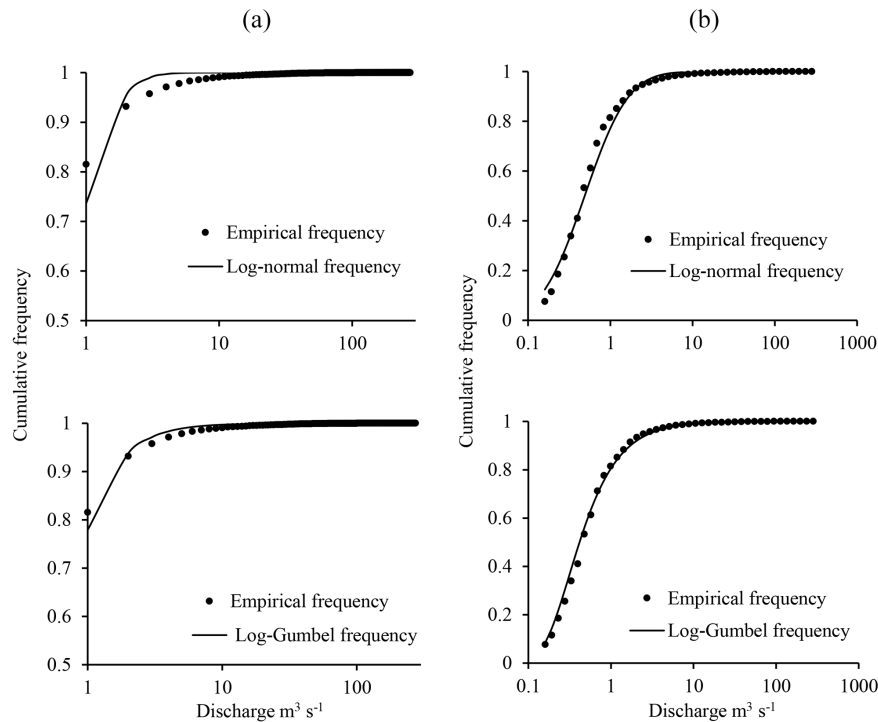 (a)
(b)
1
0.9
0.8
0.7
0.6
0.5
1
10
100
Empirical frequency
Log-normal frequency
1
0.8
0.6
0.4
0.2
0
0.1
1
10
100
1000
Empirical frequency
Log-normal frequency
Cumulative frequency
Cumulative frequency
1
0.9
0.8
0.7
0.6
0.5
1
10
100
Empirical frequency
Log-Gumbel frequency
Discharge m³ s⁻¹
1
0.8
0.6
0.4
0.2
0
0.1
1
10
100
1000
Empirical frequency
Log-Gumbel frequency
Discharge m³ s⁻¹